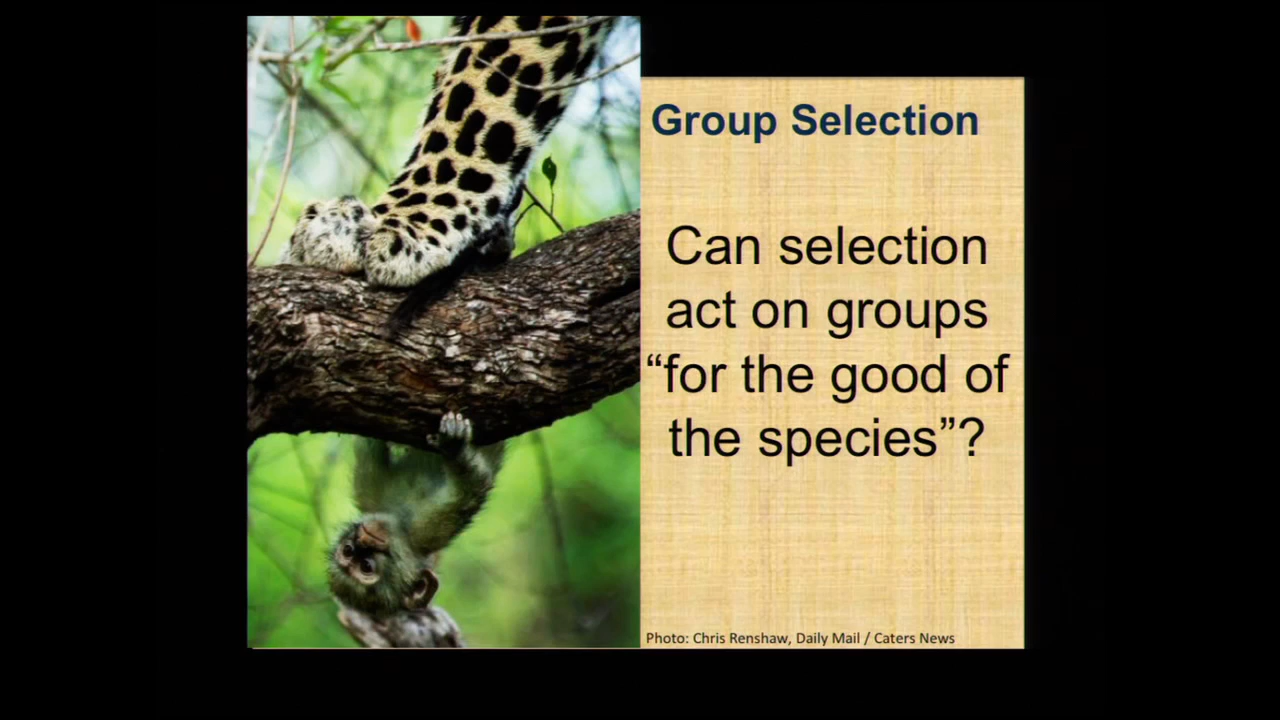 Group Selection
Can selection
act on groups
“for the good of
the species”?
Photo: Chris Renshaw, Daily Mail / Caters News